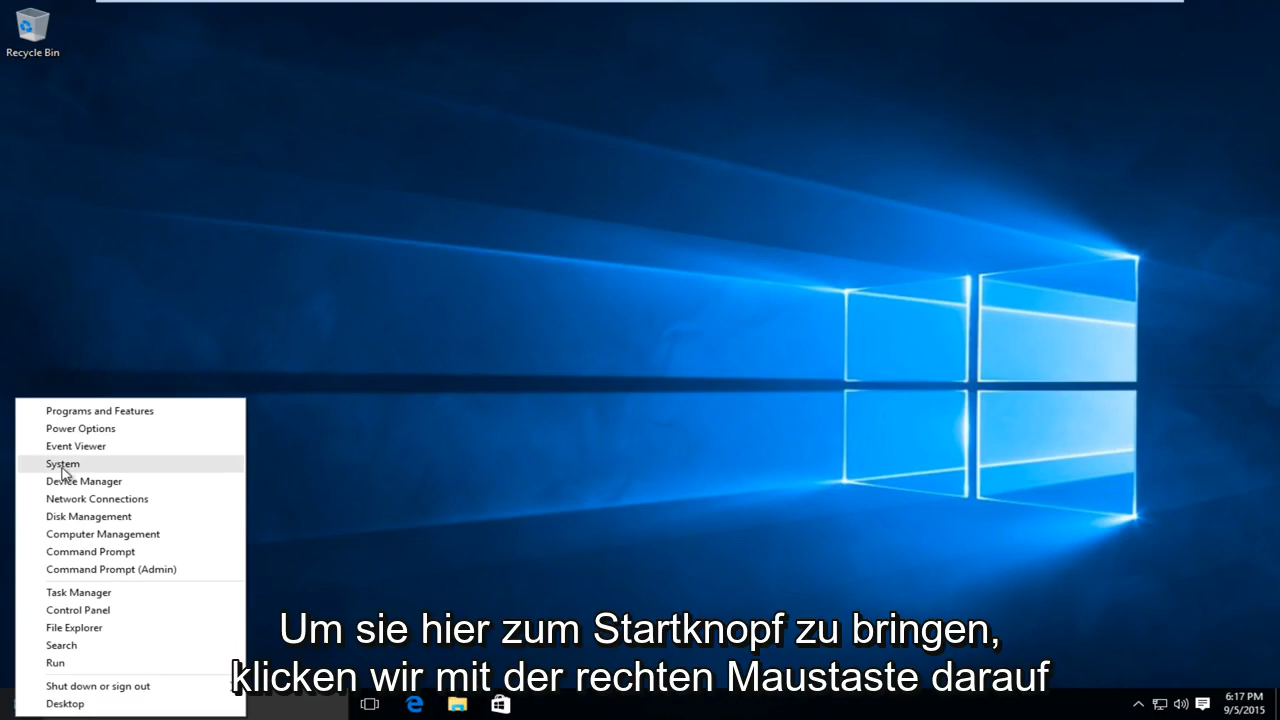 Recycle Bin
Programs and Features
Power Options
Event Viewer
System
Device Manager
Network Connections
Disk Management
Computer Management
Command Prompt
Command Prompt (Admin)
Task Manager
Control Panel
File Explorer
Search
Run
Shut down or sign out
Desktop
Um sie hier zum Startknopf zu bringen,
klicken wir mit der rechten Maustaste darauf
6:17 PM
9/5/2015